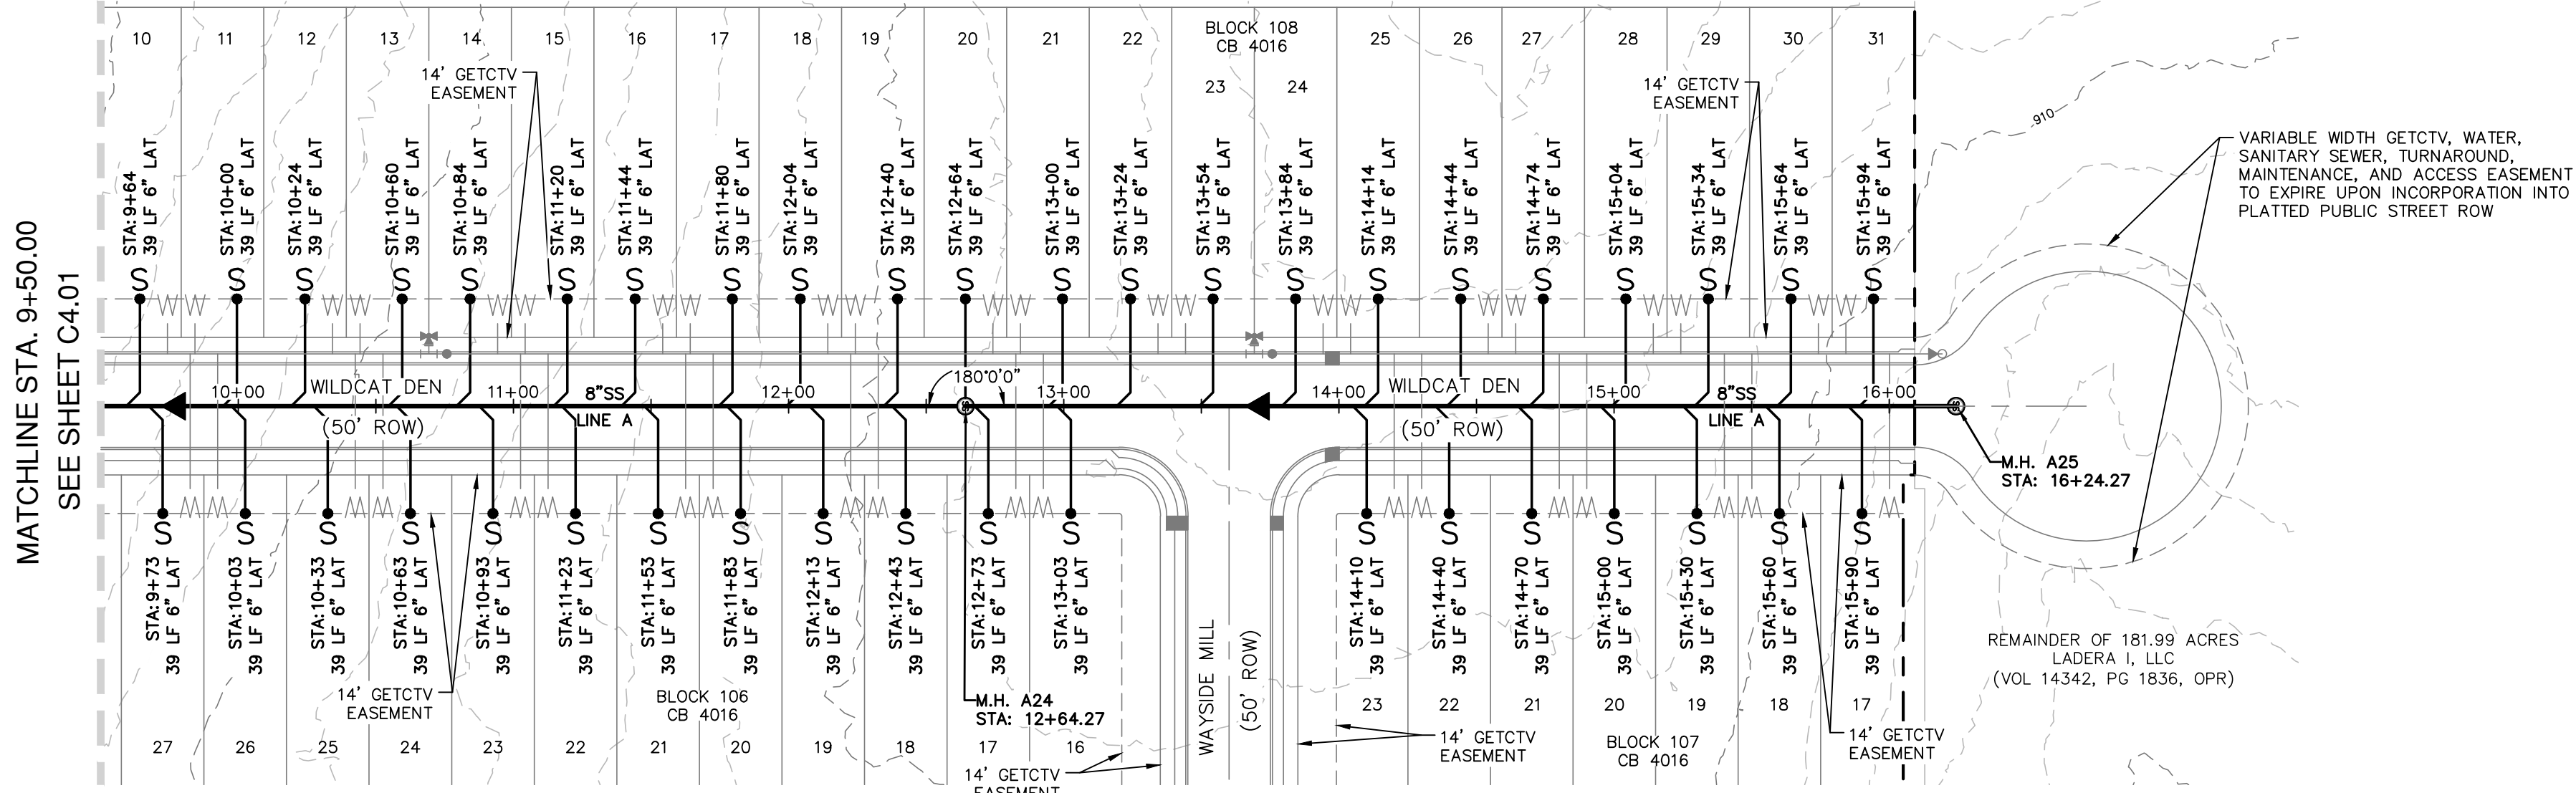 MATCHLINE STA. 9+50.00
SEE SHEET C4.01
10
11
12
13
14
15
16
17
18
19
20
21
22
BLOCK 108
CB 4016
23
24
25
26
27
28
29
30
31
14' GETCTV
EASEMENT
14' GETCTV
EASEMENT
910
VARIABLE WIDTH GETCTV, WATER,
SANITARY SEWER, TURNAROUND,
MAINTENANCE, AND ACCESS EASEMENT
TO EXPIRE UPON INCORPORATION INTO
PLATTED PUBLIC STREET ROW
STA:9+64
39 LF 6" LAT
STA:10+00
39 LF 6" LAT
STA:10+24
39 LF 6" LAT
STA:10+60
39 LF 6" LAT
STA:10+84
39 LF 6" LAT
STA:11+20
39 LF 6" LAT
STA:11+44
39 LF 6" LAT
STA:11+80
39 LF 6" LAT
STA:12+04
39 LF 6" LAT
STA:12+40
39 LF 6" LAT
STA:12+64
39 LF 6" LAT
STA:13+00
39 LF 6" LAT
STA:13+24
39 LF 6" LAT
STA:13+54
39 LF 6" LAT
STA:13+84
39 LF 6" LAT
STA:14+14
39 LF 6" LAT
STA:14+44
39 LF 6" LAT
STA:14+74
39 LF 6" LAT
STA:15+04
39 LF 6" LAT
STA:15+34
39 LF 6" LAT
STA:15+64
39 LF 6" LAT
STA:15+94
39 LF 6" LAT
S S S S S S S S S S S S S S S S S S S S S S
W W W W W W W W W W W W W W W W W W W W W W
10+00
WILDCAT DEN
(50' ROW)
11+00
8"SS
LINE A
12+00
180°0'0"
SS
13+00
14+00
WILDCAT DEN
(50' ROW)
15+00
8"SS
LINE A
16+00
SS
M.H. A25
STA: 16+24.27
W W W W W W W W W W W W W W W W W W W
S S S S S S S S S S S S S S S S S S S
STA:9+73
39 LF 6" LAT
STA:10+03
39 LF 6" LAT
STA:10+33
39 LF 6" LAT
STA:10+63
39 LF 6" LAT
STA:10+93
39 LF 6" LAT
STA:11+23
39 LF 6" LAT
STA:11+53
39 LF 6" LAT
STA:11+83
39 LF 6" LAT
STA:12+13
39 LF 6" LAT
STA:12+43
39 LF 6" LAT
STA:12+73
39 LF 6" LAT
STA:13+03
39 LF 6" LAT
STA:14+10
39 LF 6" LAT
STA:14+40
39 LF 6" LAT
STA:14+70
39 LF 6" LAT
STA:15+00
39 LF 6" LAT
STA:15+30
39 LF 6" LAT
STA:15+60
39 LF 6" LAT
STA:15+90
39 LF 6" LAT
14' GETCTV
EASEMENT
BLOCK 106
CB 4016
M.H. A24
STA: 12+64.27
WAYSIDE MILL
(50' ROW)
REMAINDER OF 181.99 ACRES
LADERA I, LLC
(VOL 14342, PG 1836, OPR)
23
22
21
20
19
18
17
27
26
25
24
23
22
21
20
19
18
17
16
14' GETCTV
EASEMENT
14' GETCTV
EASEMENT
BLOCK 107
CB 4016
14' GETCTV
EASEMENT